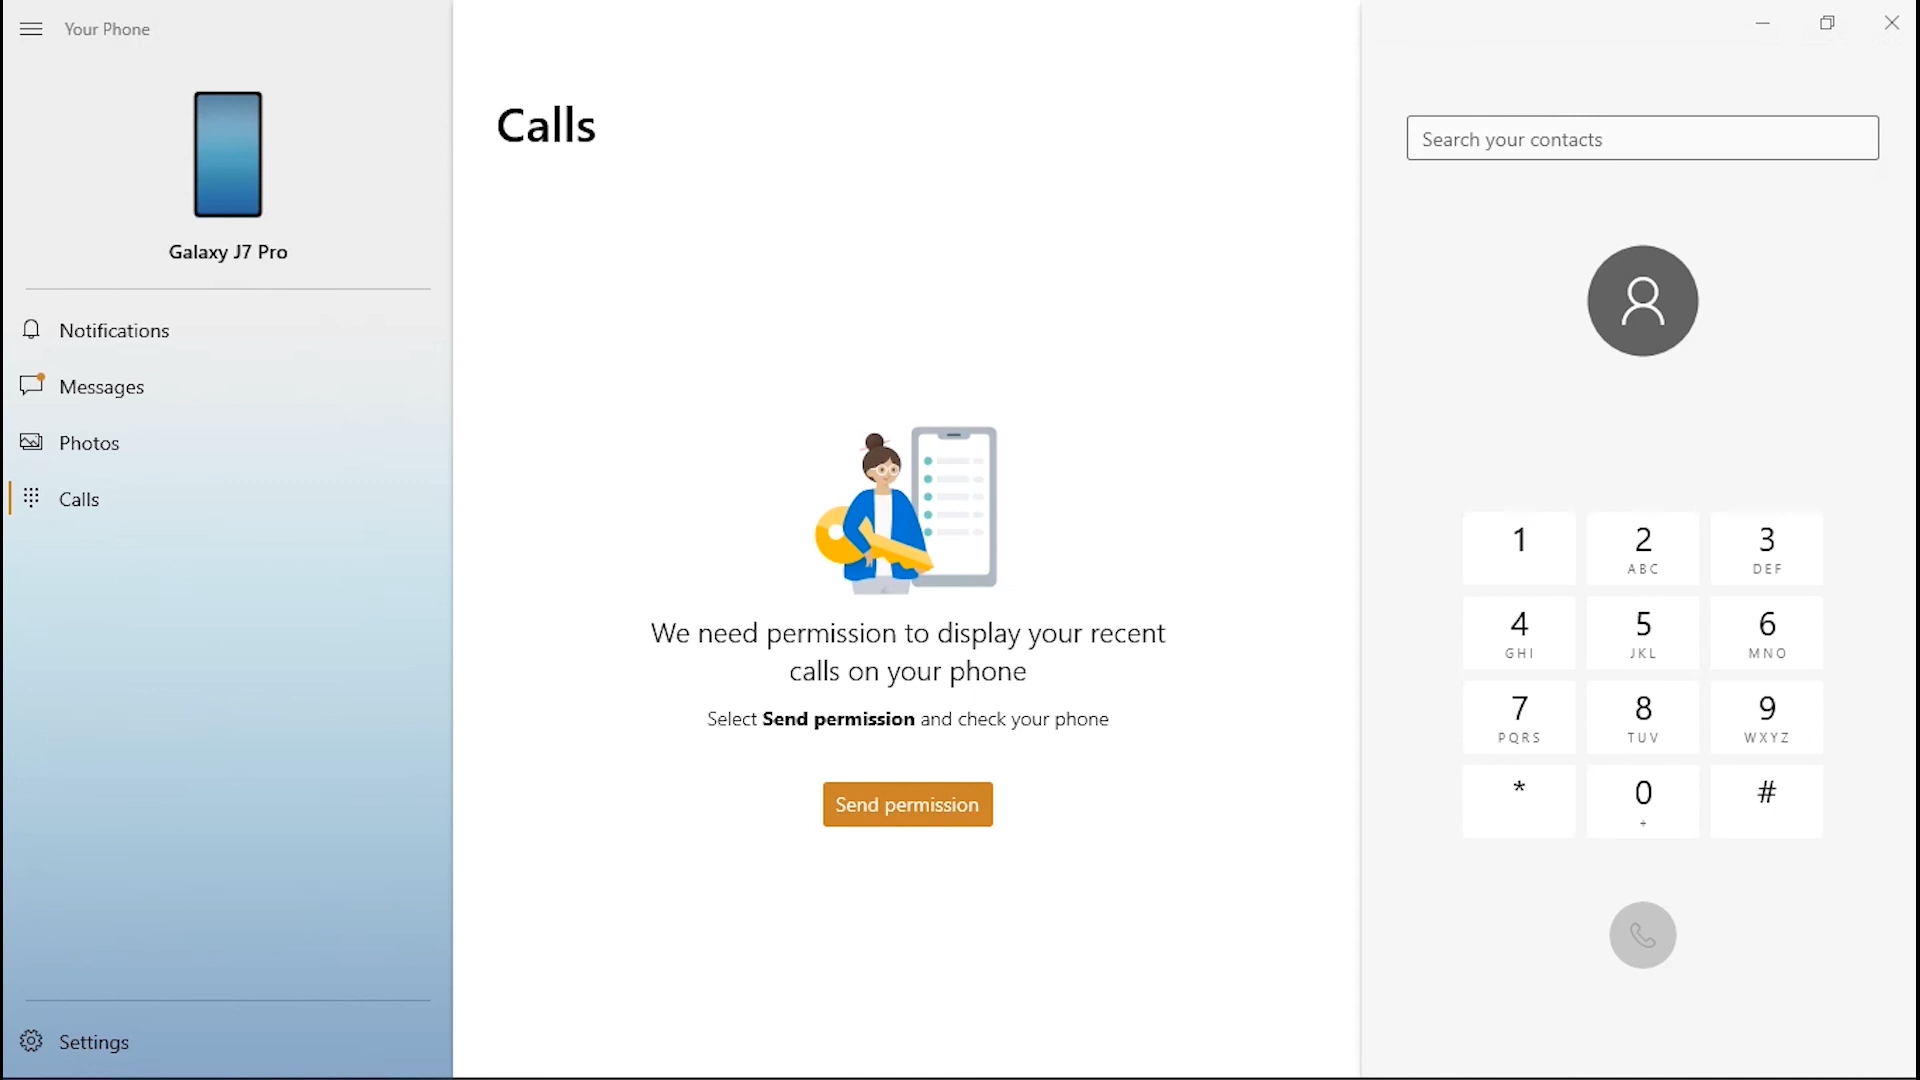 Your Phone
Galaxy J7 Pro
Notifications
Messages
Photos
Calls
Settings
Calls
We need permission to display your recent
calls on your phone
Select Send permission and check your phone
Send permission
Search your contacts
1
2
ABC
3
DEF
4
GHI
5
JKL
6
MNO
7
PQRS
8
TUV
9
WXYZ
*
0
+
#